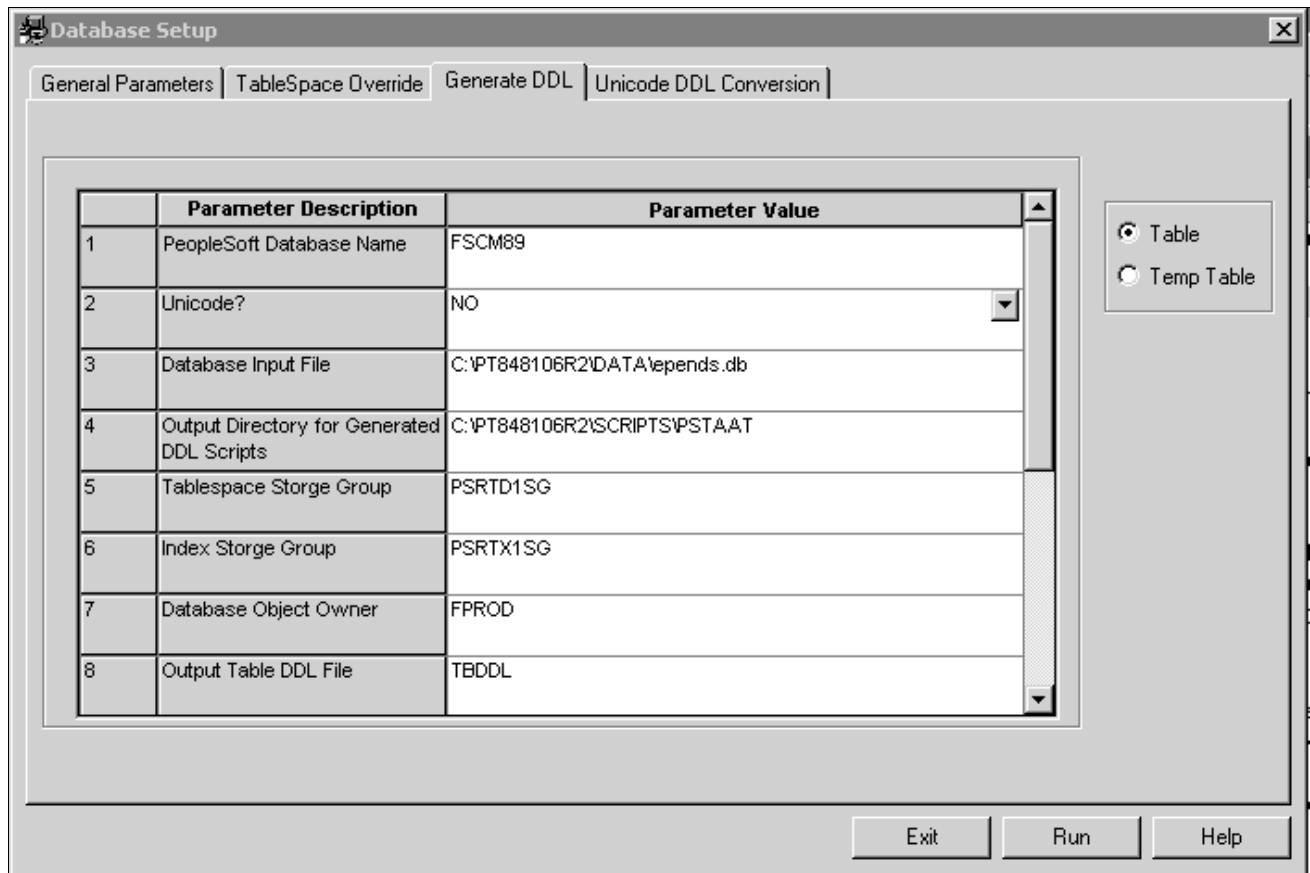 Database Setup
General Parameters TableSpace Override Generate DDL Unicode DDL Conversion
Parameter Description Parameter Value
1 PeopleSoft Database Name FSCM89
2 Unicode? NO
3 Database Input File C:\PT848106R2\DATA\epends.db
4 Output Directory for Generated C:\PT848106R2\SCRIPTS\PSTAAT
DDL Scripts
5 Tablespace Storge Group PSRTD1SG
6 Index Storge Group PSRTX1SG
7 Database Object Owner FPROD
8 Output Table DDL File TBDDL
Table
Temp Table
Exit Run Help